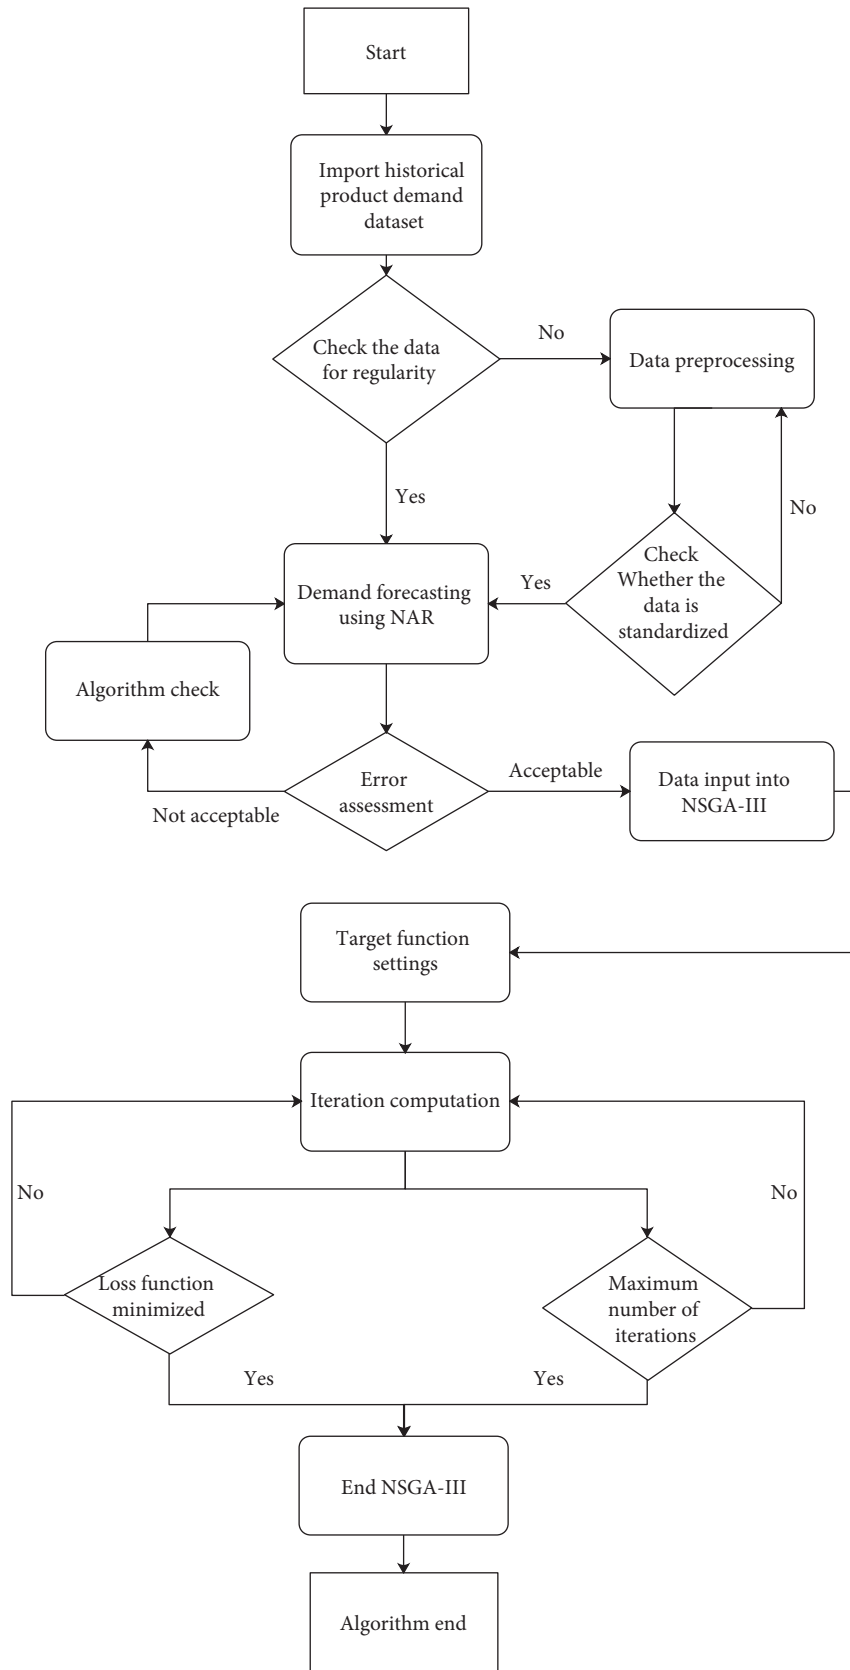 Start
Import historical
product demand
dataset
Check the data
for regularity
No
Data preprocessing
Yes
No
Check
Whether the
data is
standardized
Yes
Demand forecasting
using NAR
Algorithm check
Error
assessment
Acceptable
Not acceptable
Data input into
NSGA-III
Target function
settings
Iteration computation
No
No
Loss function
minimized
Maximum
number of
iterations
Yes
Yes
End NSGA-III
Algorithm end